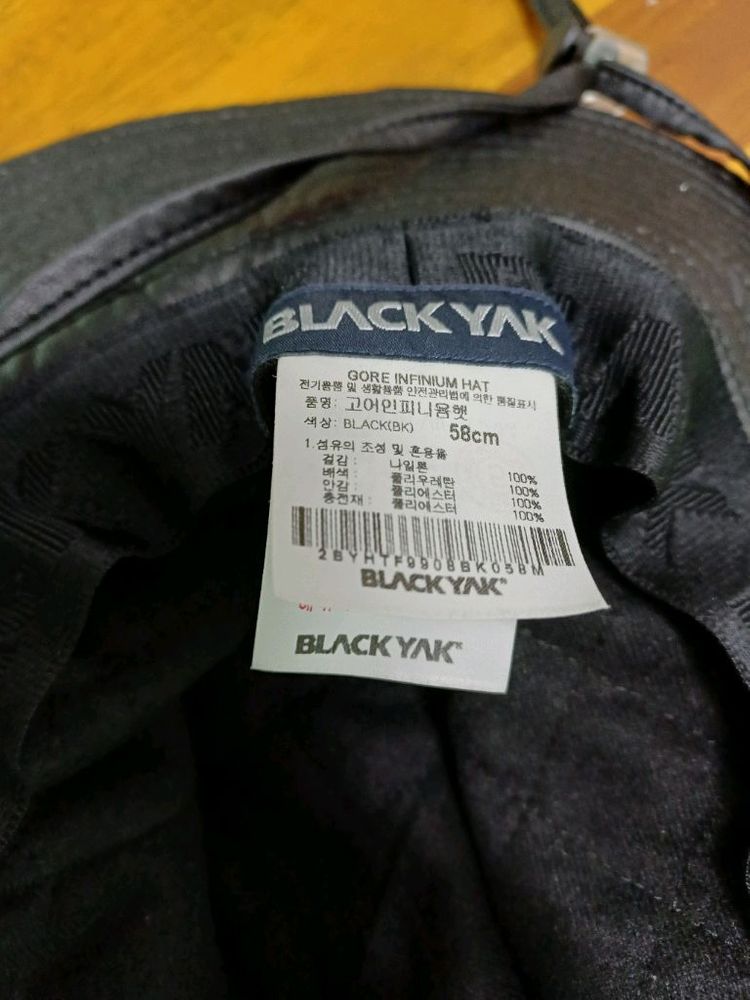 BLACKYAK
GORE INFINIUM HAT
전기용품 및 생활용품 안전관리법에 의한 품질표시
품명: 고어인피니움햇
색상: BLACK(BK) 58cm
1.섬유의 조성 및 혼용율
겉감: 나일론 100%
배색: 폴리우레탄 100%
안감: 폴리에스터 100%
충전재: 폴리에스터 100%
2BYHTF9908BK058M
BLACKYAK
BLACKYAK